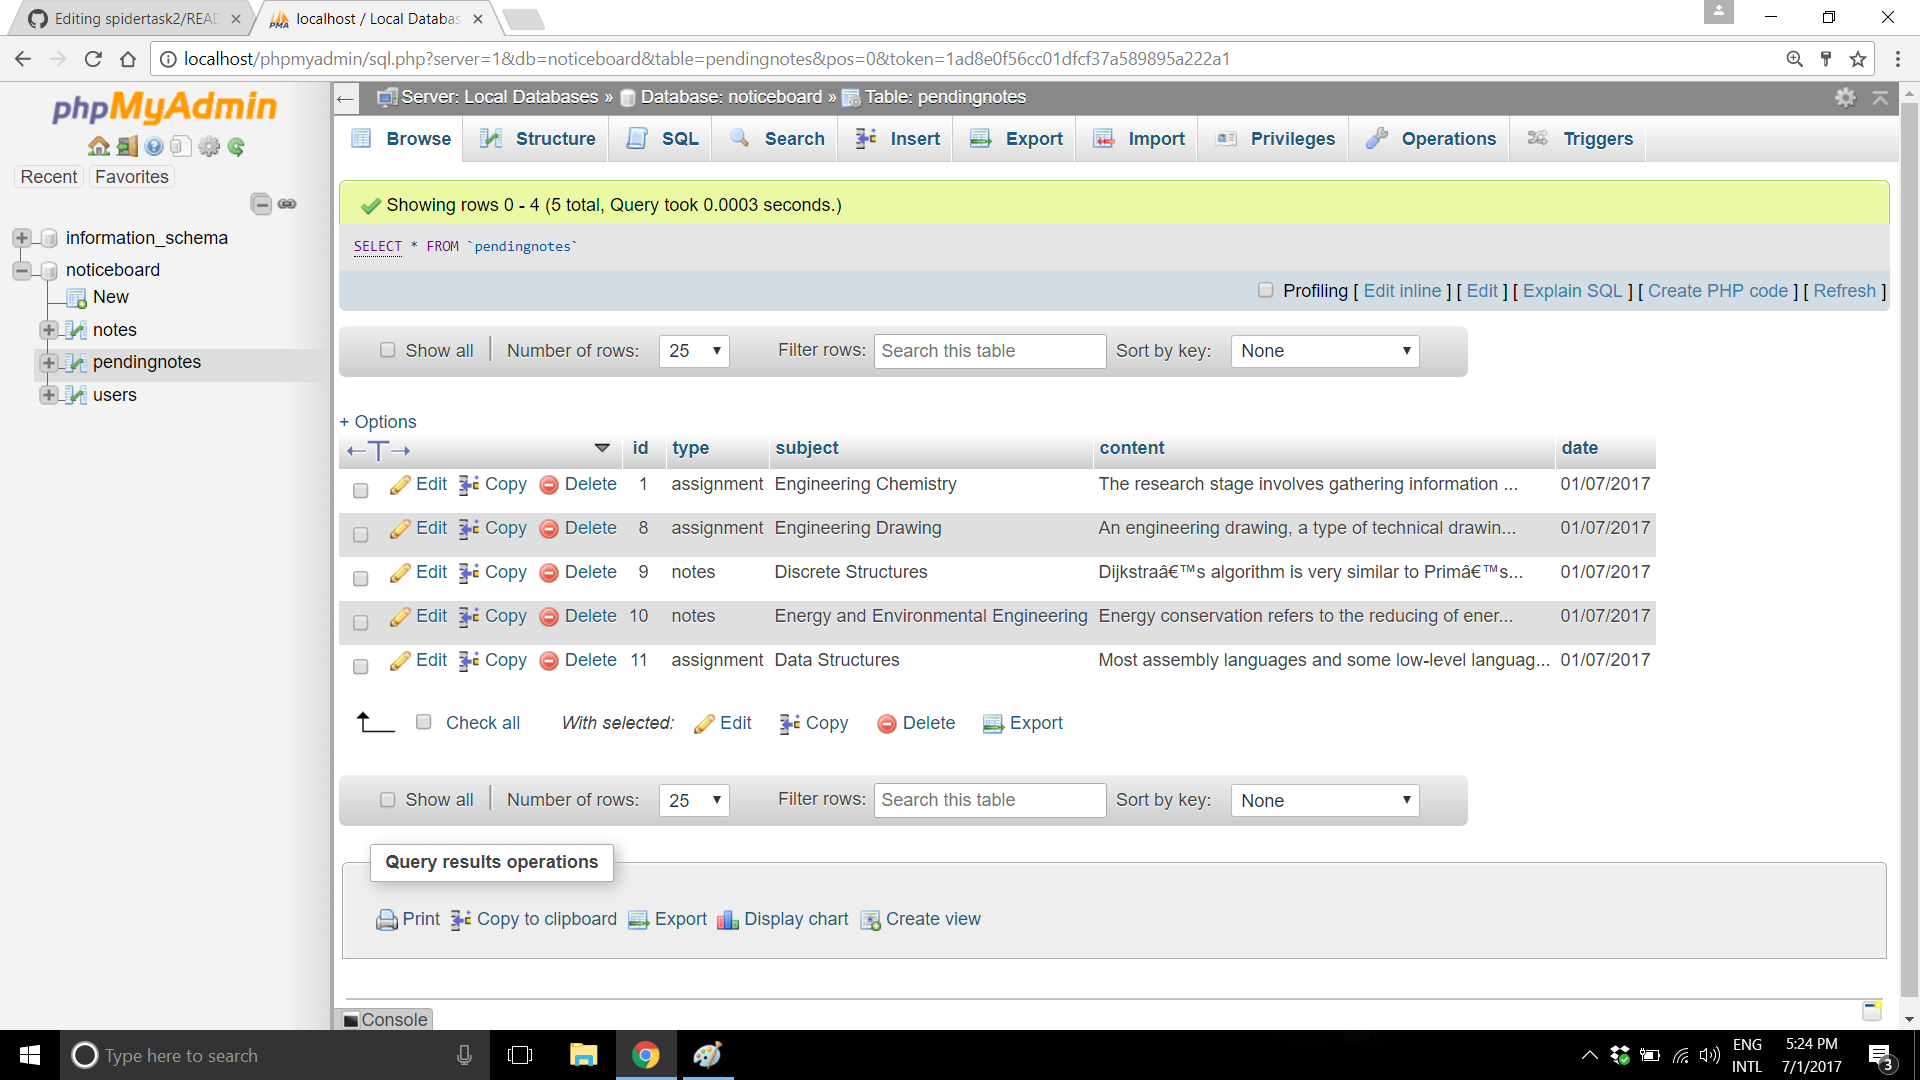 Editing spidertask2/READ
localhost / Local Databas
localhost/phpmyadmin/sql.php?server=1&db=noticeboard&table=pendingnotes&pos=0&token=1ad8e0f56cc01dfcf37a589895a222a1
phpMyAdmin
Recent Favorites
information_schema
noticeboard
New
notes
pendingnotes
users
Server: Local Databases » Database: noticeboard » Table: pendingnotes
Browse Structure SQL Search Insert Export Import Privileges Operations Triggers
Showing rows 0 - 4 (5 total, Query took 0.0003 seconds.)
SELECT * FROM `pendingnotes`
Profiling [ Edit inline ] [ Edit ] [ Explain SQL ] [ Create PHP code ] [ Refresh ]
Show all Number of rows: 25 Filter rows: Search this table Sort by key: None
+ Options
id type subject content date
Edit Copy Delete 1 assignment Engineering Chemistry The research stage involves gathering information ... 01/07/2017
Edit Copy Delete 8 assignment Engineering Drawing An engineering drawing, a type of technical drawin... 01/07/2017
Edit Copy Delete 9 notes Discrete Structures Dijkstraâ€™s algorithm is very similar to Primâ€™s... 01/07/2017
Edit Copy Delete 10 notes Energy and Environmental Engineering Energy conservation refers to the reducing of ener... 01/07/2017
Edit Copy Delete 11 assignment Data Structures Most assembly languages and some low-level languag... 01/07/2017
Check all With selected: Edit Copy Delete Export
Show all Number of rows: 25 Filter rows: Search this table Sort by key: None
Query results operations
Print Copy to clipboard Export Display chart Create view
Console
Type here to search
ENG
INTL
5:24 PM
7/1/2017
3